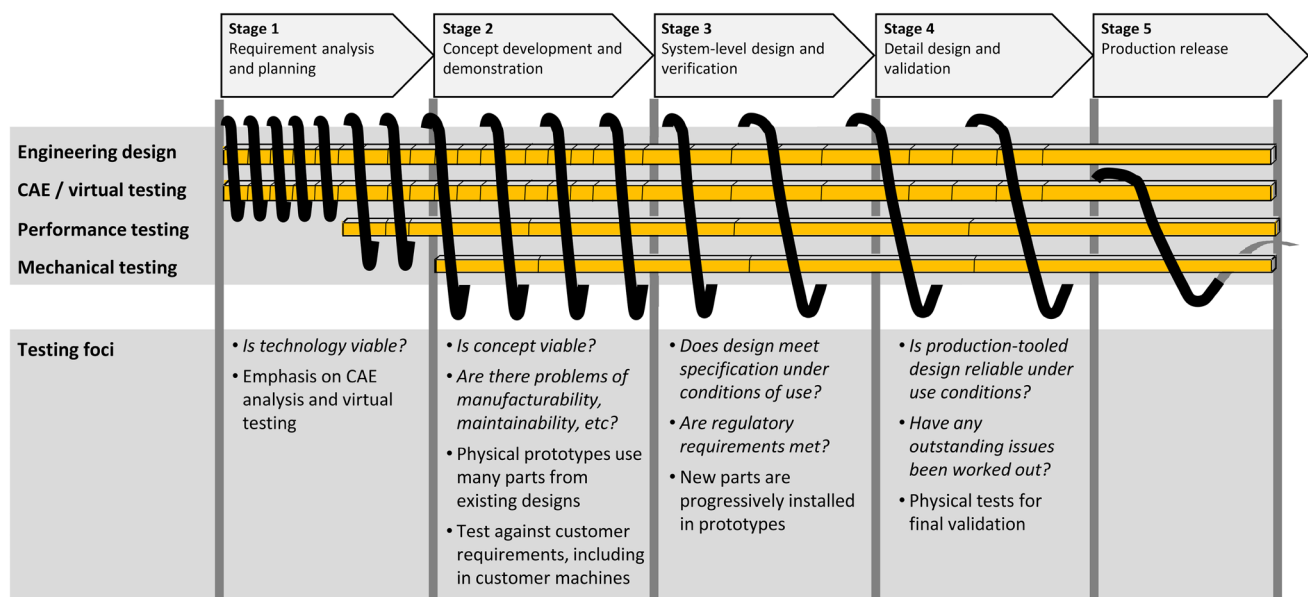 Stage 1
Requirement analysis
and planning
Stage 2
Concept development and
demonstration
Stage 3
System-level design and
verification
Stage 4
Detail design and
validation
Stage 5
Production release
Engineering design
CAE / virtual testing
Performance testing
Mechanical testing
Testing foci
• Is technology viable?
• Emphasis on CAE
analysis and virtual
testing
• Is concept viable?
• Are there problems of
manufacturability,
maintainability, etc?
• Physical prototypes use
many parts from
existing designs
• Test against customer
requirements, including
in customer machines
• Does design meet
specification under
conditions of use?
• Are regulatory
requirements met?
• New parts are
progressively installed
in prototypes
• Is production-tooled
design reliable under
use conditions?
• Have any
outstanding issues
been worked out?
• Physical tests for
final validation